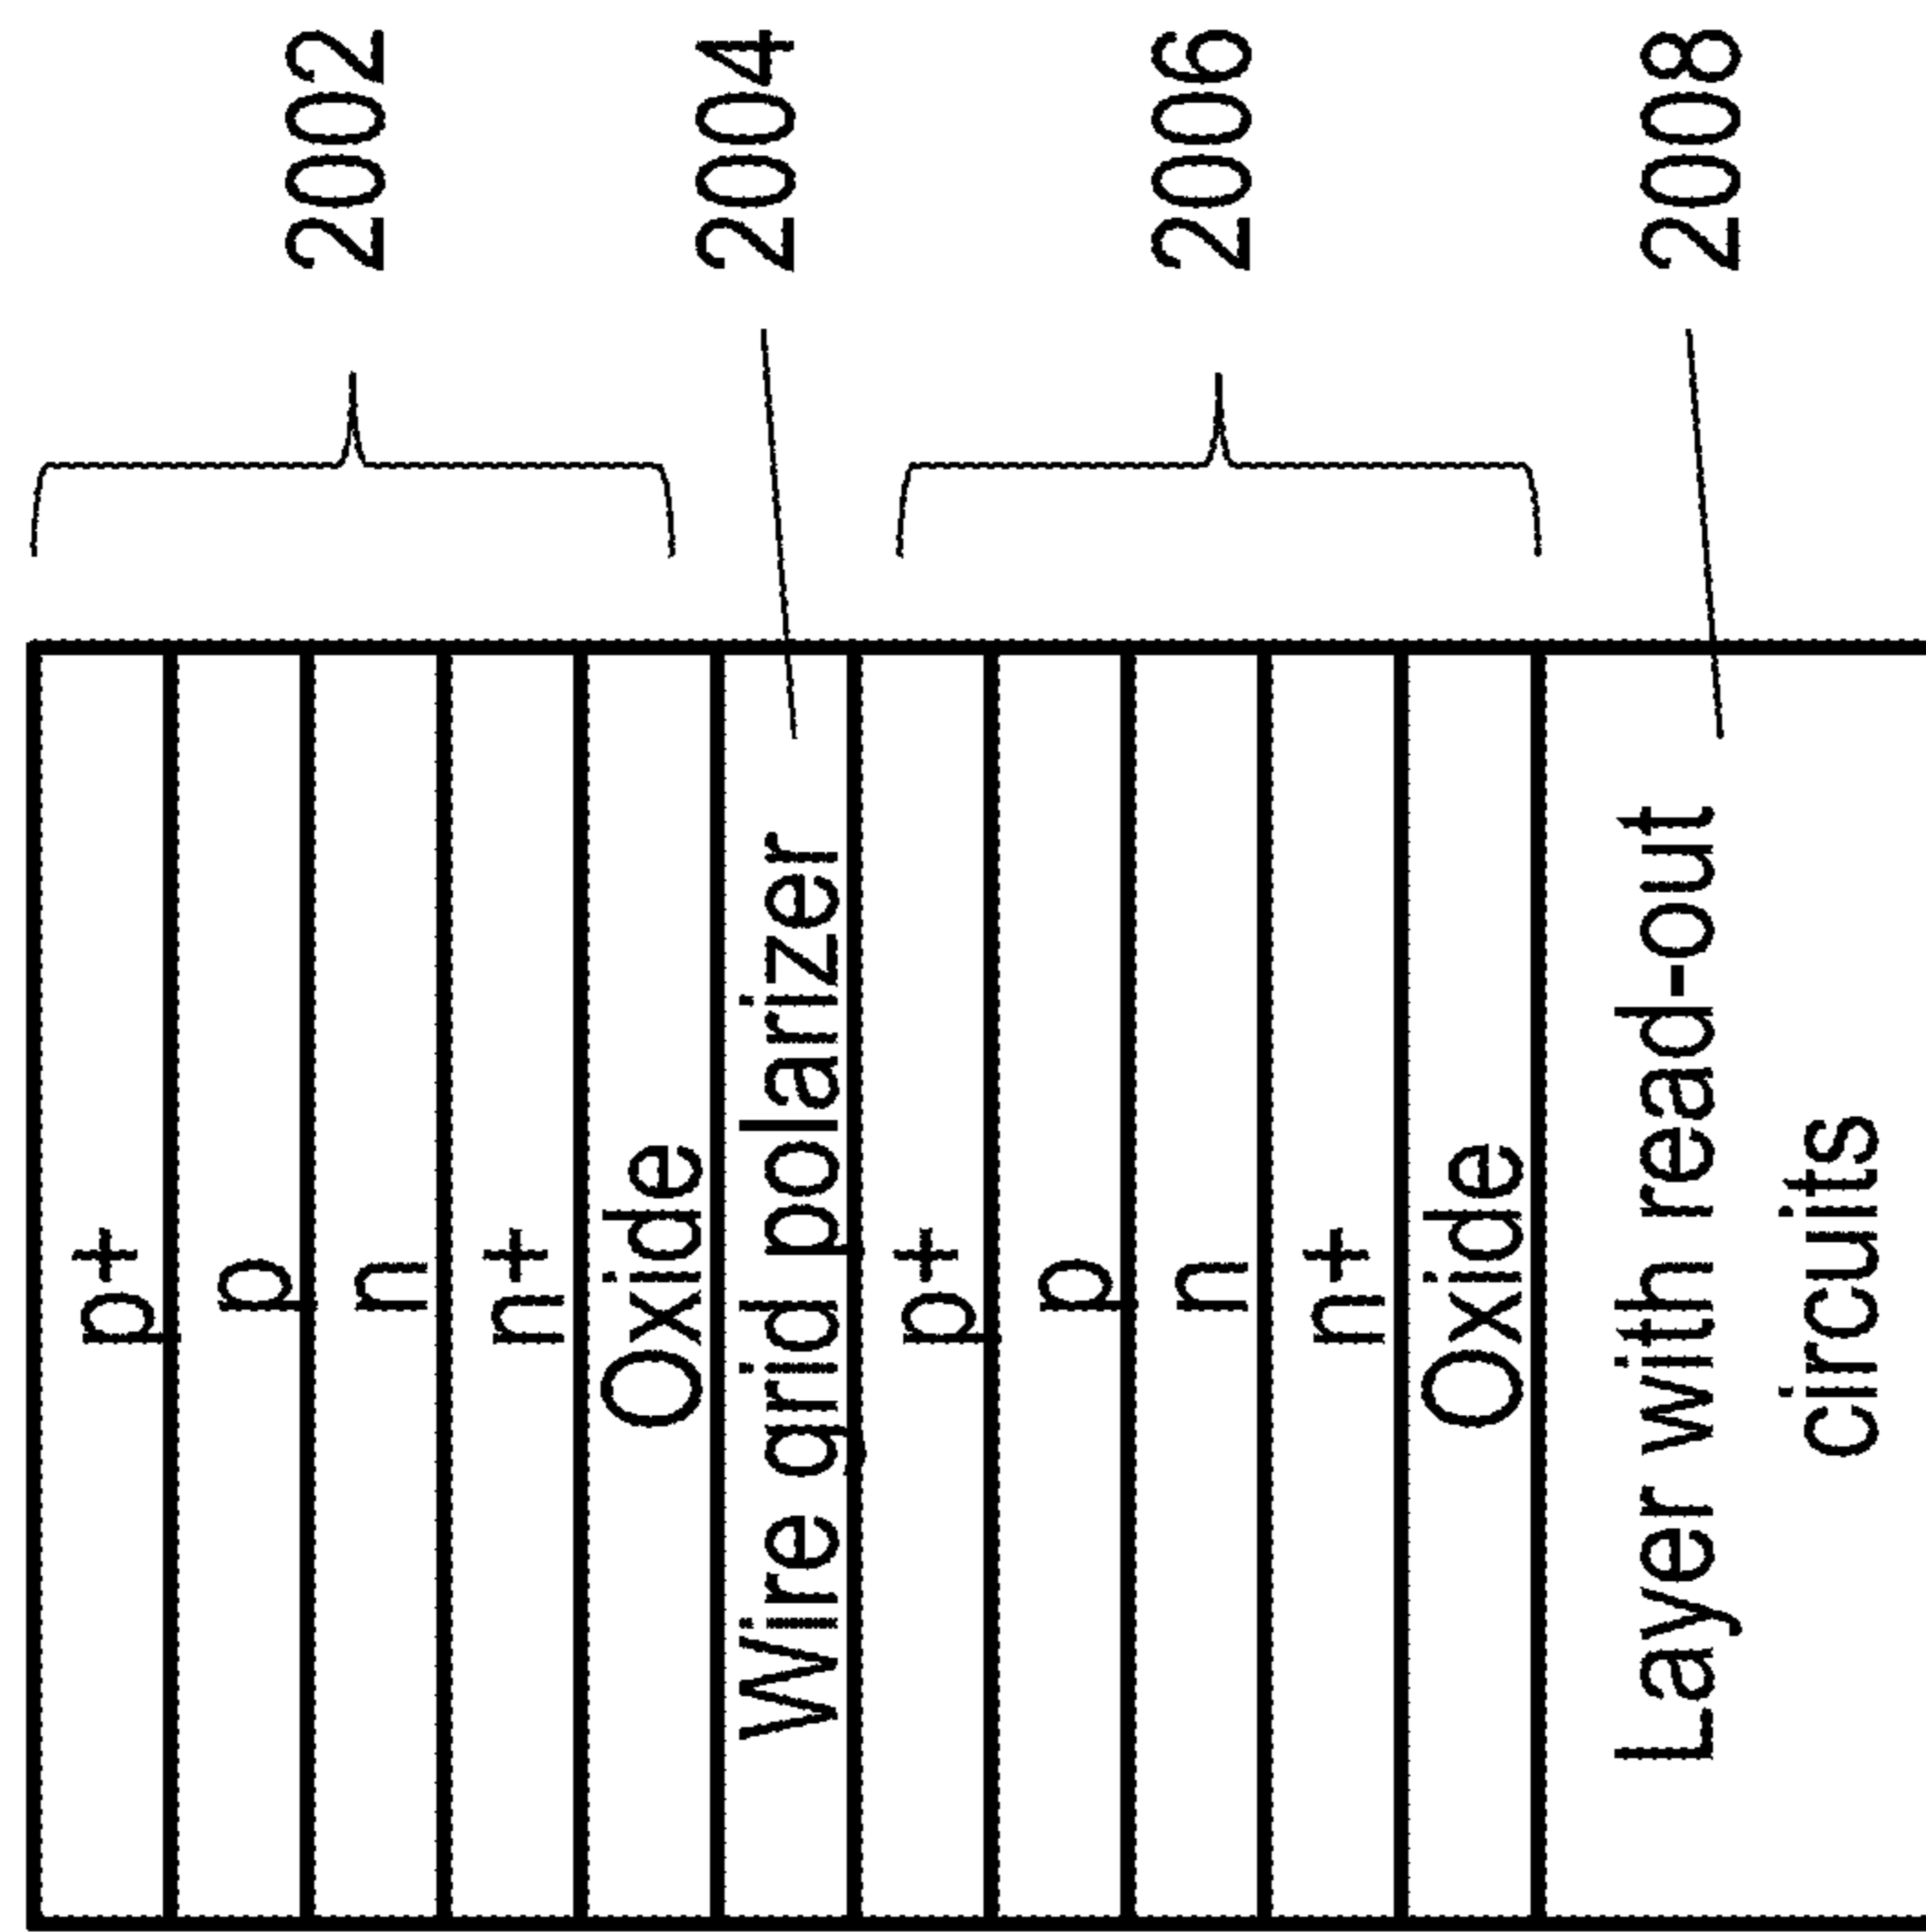 p+
p
n
n+
Oxide
Wire grid polarizer
p+
p
n
n+
Oxide
Layer with read-out
circuits
2002
2004
2006
2008